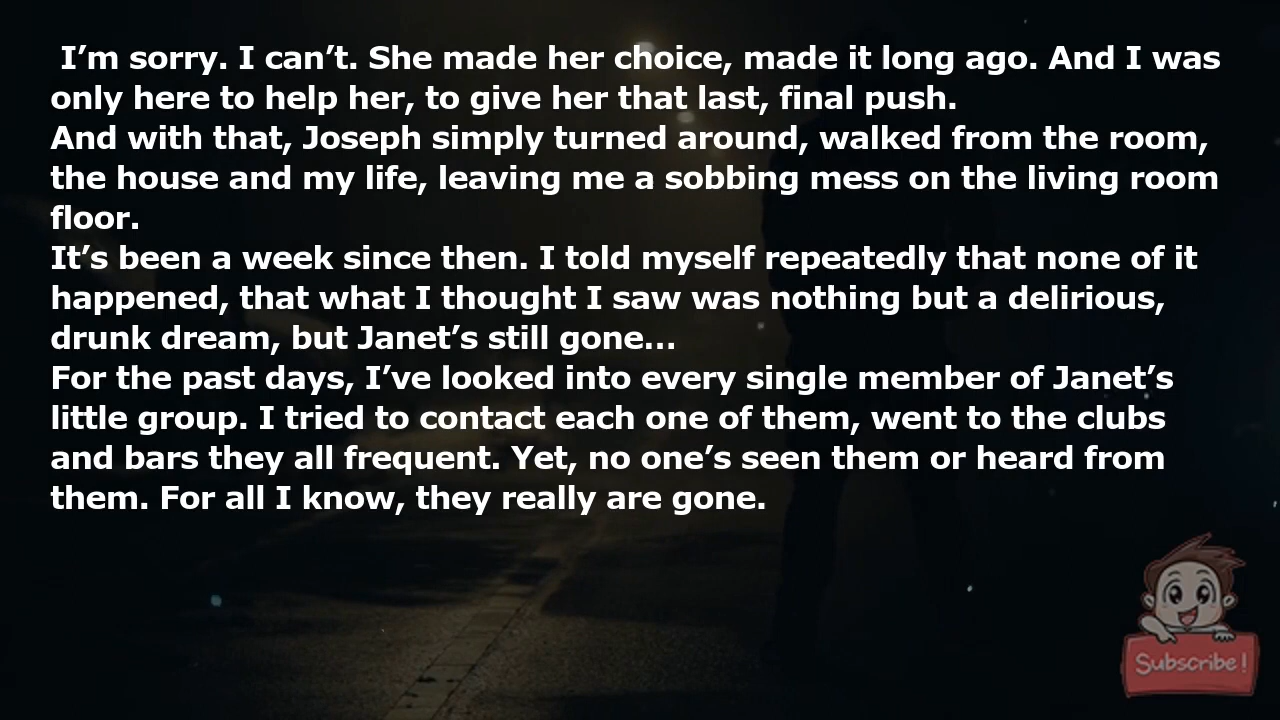 I’m sorry. I can’t. She made her choice, made it long ago. And I was
only here to help her, to give her that last, final push.
And with that, Joseph simply turned around, walked from the room,
the house and my life, leaving me a sobbing mess on the living room
floor.
It’s been a week since then. I told myself repeatedly that none of it
happened, that what I thought I saw was nothing but a delirious,
drunk dream, but Janet’s still gone...
For the past days, I’ve looked into every single member of Janet’s
little group. I tried to contact each one of them, went to the clubs
and bars they all frequent. Yet, no one’s seen them or heard from
them. For all I know, they really are gone.
Subscribe!